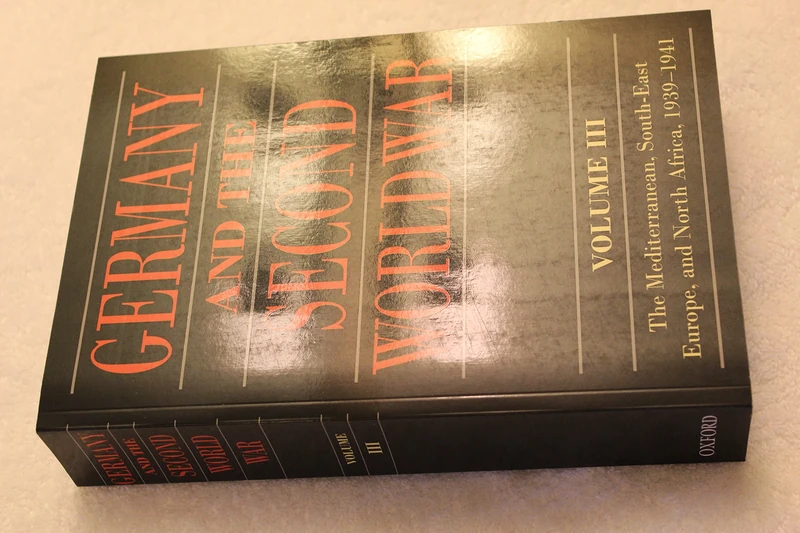 GERMANY
AND THE
SECOND
WORLD WAR
VOLUME III
The Mediterranean, South-East
Europe, and North Africa, 1939–1941
GERMANY
AND THE
SECOND
WORLD
WAR
VOLUME
III
OXFORD